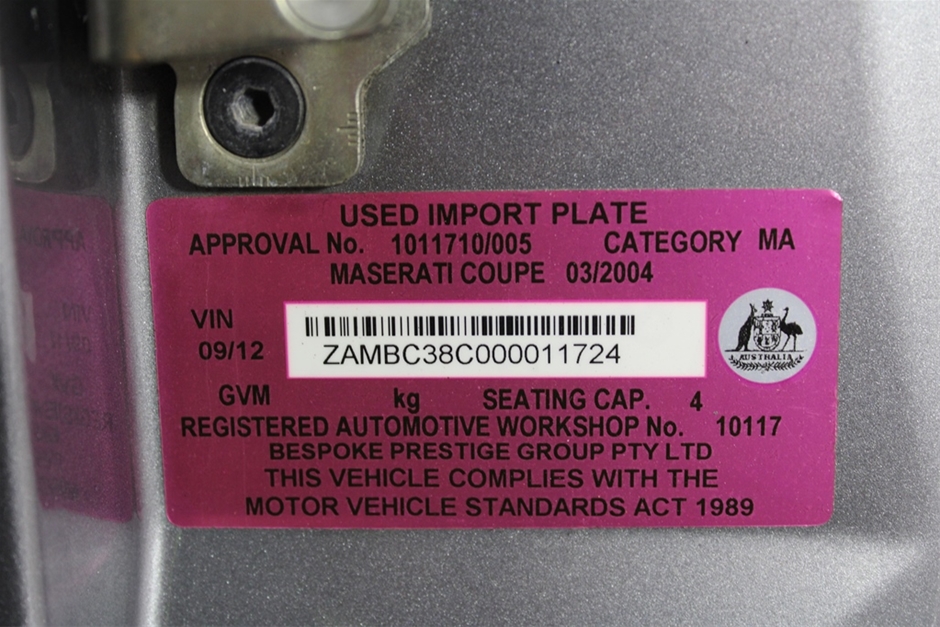 USED IMPORT PLATE
APPROVAL No. 1011710/005 CATEGORY MA
MASERATI COUPE 03/2004
VIN
09/12
ZAMBC38C000011724
AUSTRALIA
GVM kg SEATING CAP. 4
REGISTERED AUTOMOTIVE WORKSHOP No. 10117
BESPOKE PRESTIGE GROUP PTY LTD
THIS VEHICLE COMPLIES WITH THE
MOTOR VEHICLE STANDARDS ACT 1989